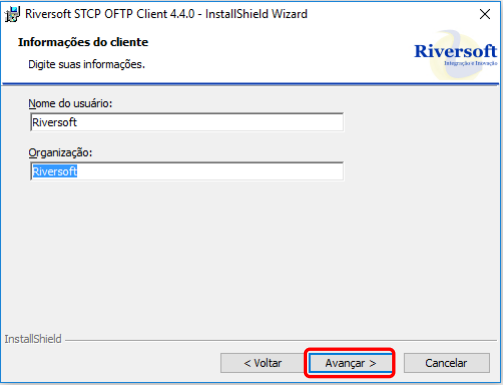 Riversoft STCP OFTP Client 4.4.0 - InstallShield Wizard
Informações do cliente
Digite suas informações.
Riversoft
Integração e Inovação
Nome do usuário:
Riversoft
Organização:
Riversoft
InstallShield
< Voltar
Avançar >
Cancelar